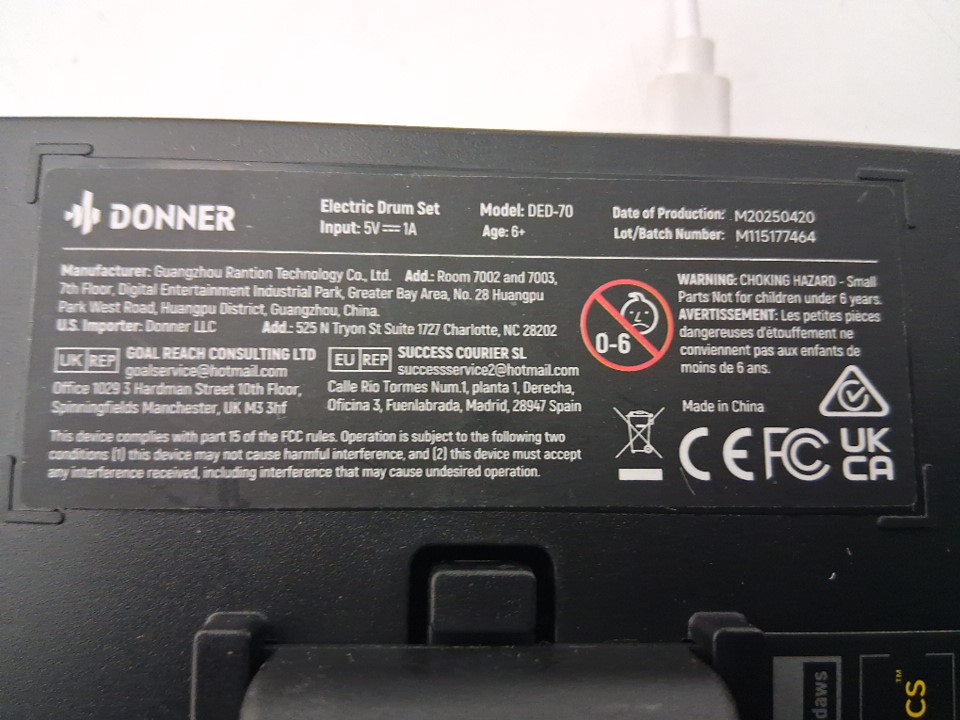 DONNER
Electric Drum Set
Input: 5V⎓1A
Model: DED-70
Age: 6+
Date of Production: M20250420
Lot/Batch Number: M115177464
Manufacturer: Guangzhou Rantion Technology Co., Ltd. Add.: Room 7002 and 7003,
7th Floor, Digital Entertainment Industrial Park, Greater Bay Area, No. 28 Huangpu
Park West Road, Huangpu District, Guangzhou, China.
U.S. Importer: Donner LLC Add.: 525 N Tryon St Suite 1727 Charlotte, NC 28202
UK REP GOAL REACH CONSULTING LTD
goalservice@hotmail.com
Office 1029 3 Hardman Street 10th Floor,
Spinningfields Manchester, UK M3 3hf
EU REP SUCCESS COURIER SL
successservice2@hotmail.com
Calle Rio Tormes Num.1, planta 1, Derecha,
Oficina 3, Fuenlabrada, Madrid, 28947 Spain
This device complies with part 15 of the FCC rules. Operation is subject to the following two
conditions (1) this device may not cause harmful interference, and (2) this device must accept
any interference received, including interference that may cause undesired operation.
0-6
WARNING: CHOKING HAZARD - Small
Parts Not for children under 6 years.
AVERTISSEMENT: Les petites pièces
dangereuses d'étouffement ne
conviennent pas aux enfants de
moins de 6 ans.
Made in China
CE FC UK
CA
daws
CS™